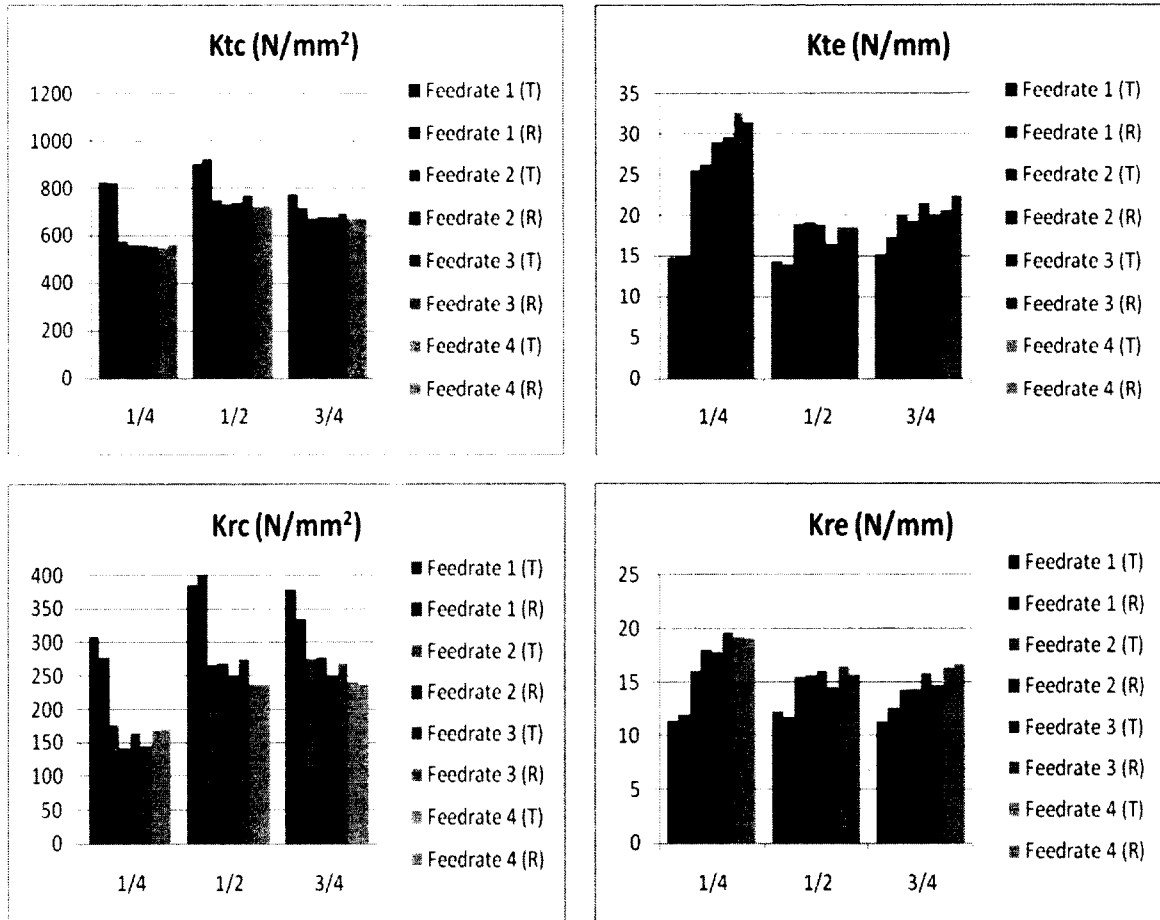 Ktc (N/mm²)
1200
1000
800
600
400
200
0
1/4 1/2 3/4
Feedrate 1 (T)
Feedrate 1 (R)
Feedrate 2 (T)
Feedrate 2 (R)
Feedrate 3 (T)
Feedrate 3 (R)
Feedrate 4 (T)
Feedrate 4 (R)
Kte (N/mm)
35
30
25
20
15
10
5
0
1/4 1/2 3/4
Feedrate 1 (T)
Feedrate 1 (R)
Feedrate 2 (T)
Feedrate 2 (R)
Feedrate 3 (T)
Feedrate 3 (R)
Feedrate 4 (T)
Feedrate 4 (R)
Krc (N/mm²)
400
350
300
250
200
150
100
50
0
1/4 1/2 3/4
Feedrate 1 (T)
Feedrate 1 (R)
Feedrate 2 (T)
Feedrate 2 (R)
Feedrate 3 (T)
Feedrate 3 (R)
Feedrate 4 (T)
Feedrate 4 (R)
Kre (N/mm)
25
20
15
10
5
0
1/4 1/2 3/4
Feedrate 1 (T)
Feedrate 1 (R)
Feedrate 2 (T)
Feedrate 2 (R)
Feedrate 3 (T)
Feedrate 3 (R)
Feedrate 4 (T)
Feedrate 4 (R)